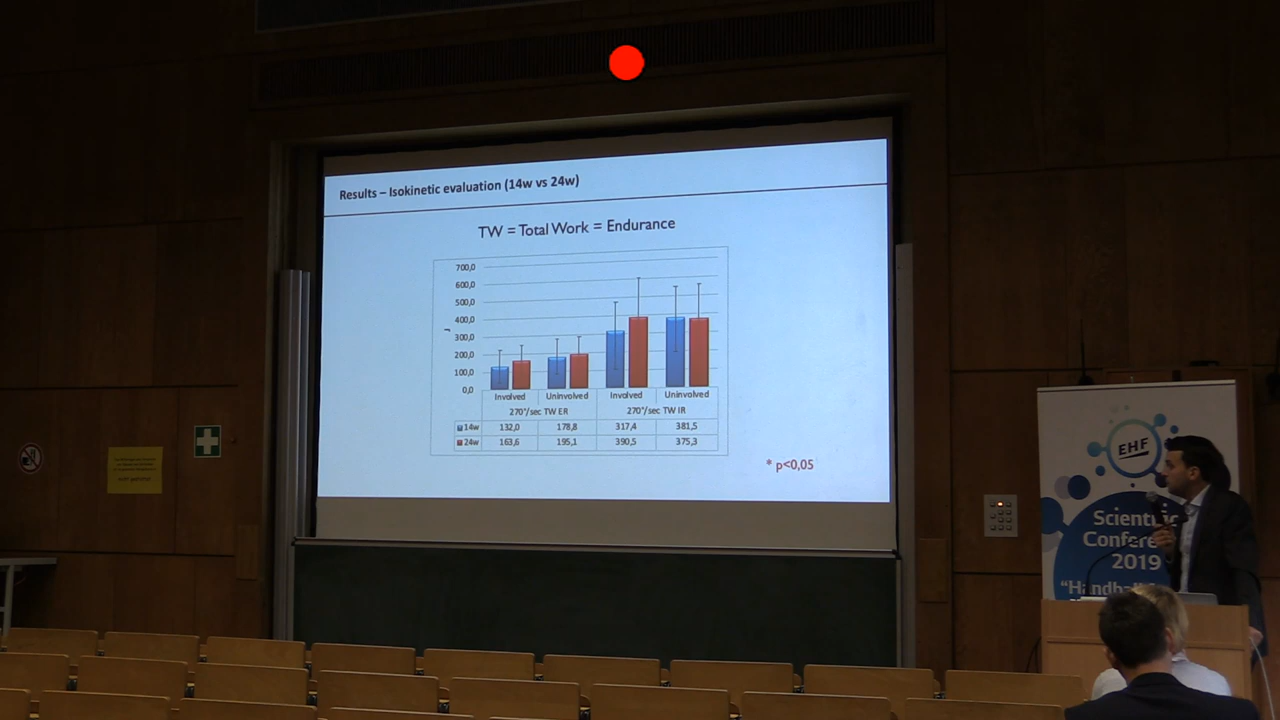 Results – Isokinetic evaluation (14w vs 24w)
TW = Total Work = Endurance
700,0
600,0
500,0
400,0
300,0
200,0
100,0
0,0
J
Involved Uninvolved Involved Uninvolved
270°/sec TW ER 270°/sec TW IR
14w 132,0 178,8 317,4 381,5
24w 163,6 195,1 390,5 375,3
* p<0,05
EHF
Scientific
Conference
2019
"Handball